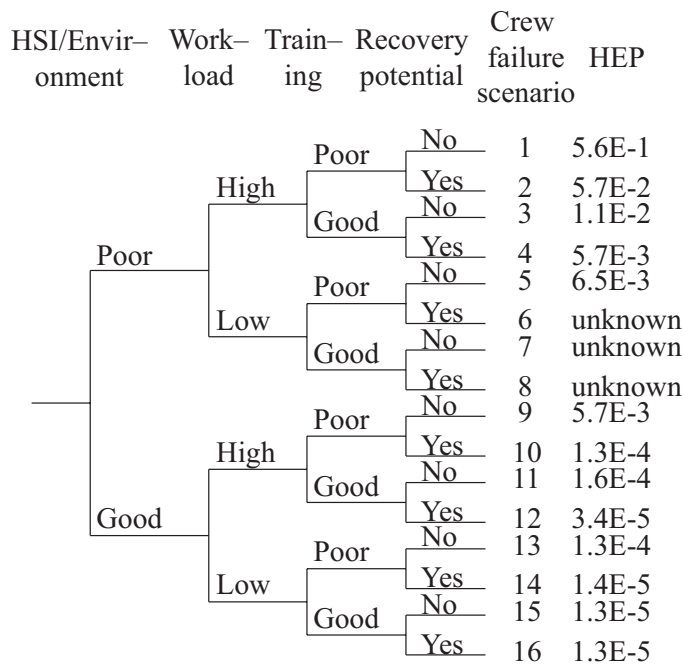 HSI/Envir–
onment
Work–
load
Train–
ing
Recovery
potential
Crew
failure
scenario
HEP
No 1 5.6E-1
Poor
Yes 2 5.7E-2
High
No 3 1.1E-2
Good
Yes 4 5.7E-3
Poor
No 5 6.5E-3
Poor
Yes 6 unknown
Low
No 7 unknown
Good
Yes 8 unknown
No 9 5.7E-3
Poor
Yes 10 1.3E-4
High
No 11 1.6E-4
Good
Yes 12 3.4E-5
Good
No 13 1.3E-4
Poor
Yes 14 1.4E-5
Low
No 15 1.3E-5
Good
Yes 16 1.3E-5